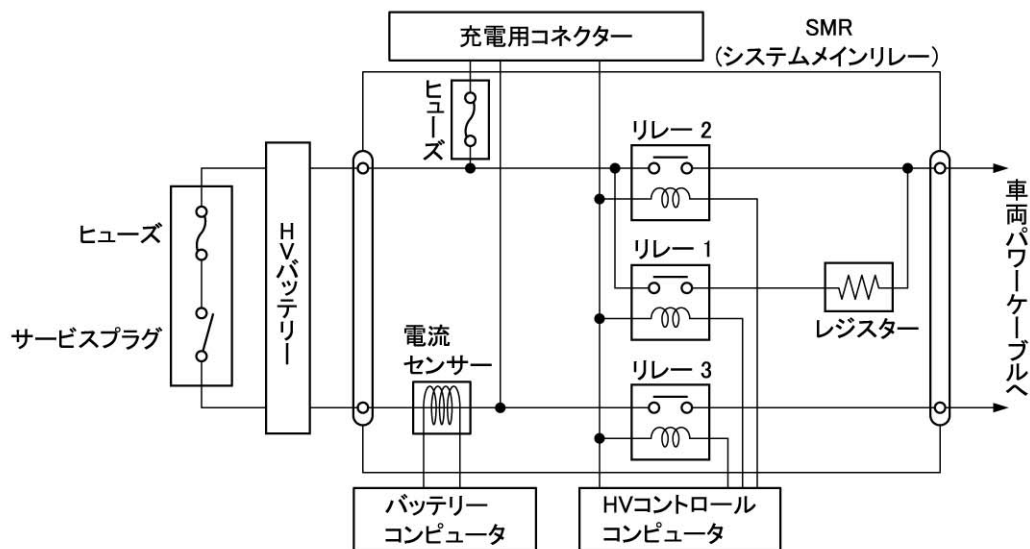 充電用コネクター
SMR
(システムメインリレー)
ヒューズ
リレー 2
HVバッテリー
ヒューズ
サービスプラグ
リレー 1
レジスター
車両パワーケーブルへ
電流
センサー
リレー 3
バッテリー
コンピュータ
HVコントロール
コンピュータ